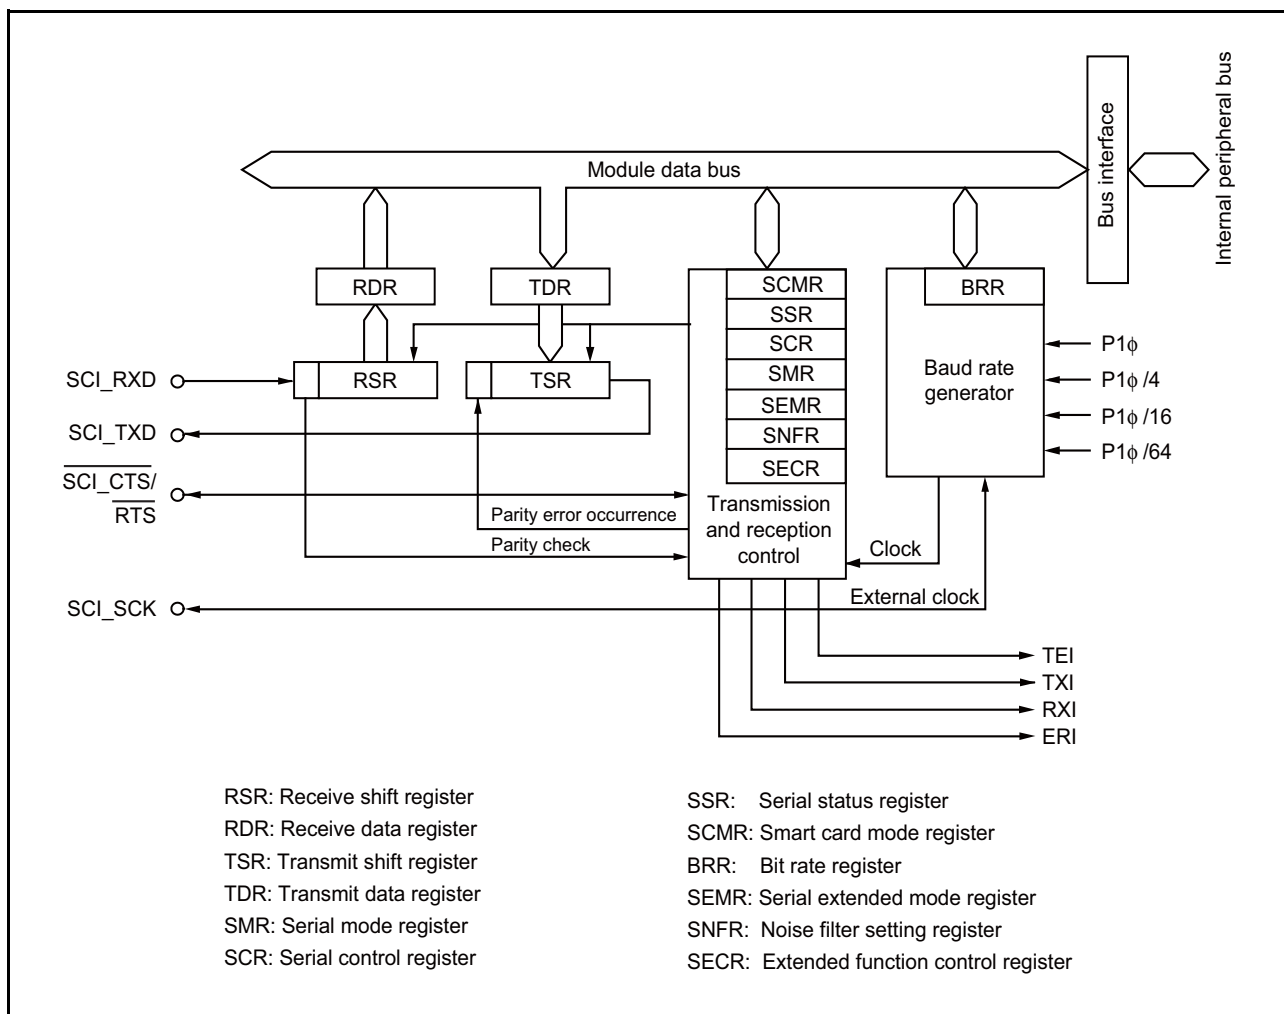 Internal peripheral bus
Bus interface
Module data bus
RDR
TDR
SCMR
BRR
SSR
SCR
SMR
SEMR
SNFR
SECR
RSR
TSR
Baud rate
generator
P1ϕ
P1ϕ /4
P1ϕ /16
P1ϕ /64
SCI_RXD
SCI_TXD
SCI_CTS/
RTS
Parity error occurrence
Parity check
Transmission
and reception
control
Clock
SCI_SCK
External clock
TEI
TXI
RXI
ERI
RSR: Receive shift register
RDR: Receive data register
TSR: Transmit shift register
TDR: Transmit data register
SMR: Serial mode register
SCR: Serial control register
SSR: Serial status register
SCMR: Smart card mode register
BRR: Bit rate register
SEMR: Serial extended mode register
SNFR: Noise filter setting register
SECR: Extended function control register